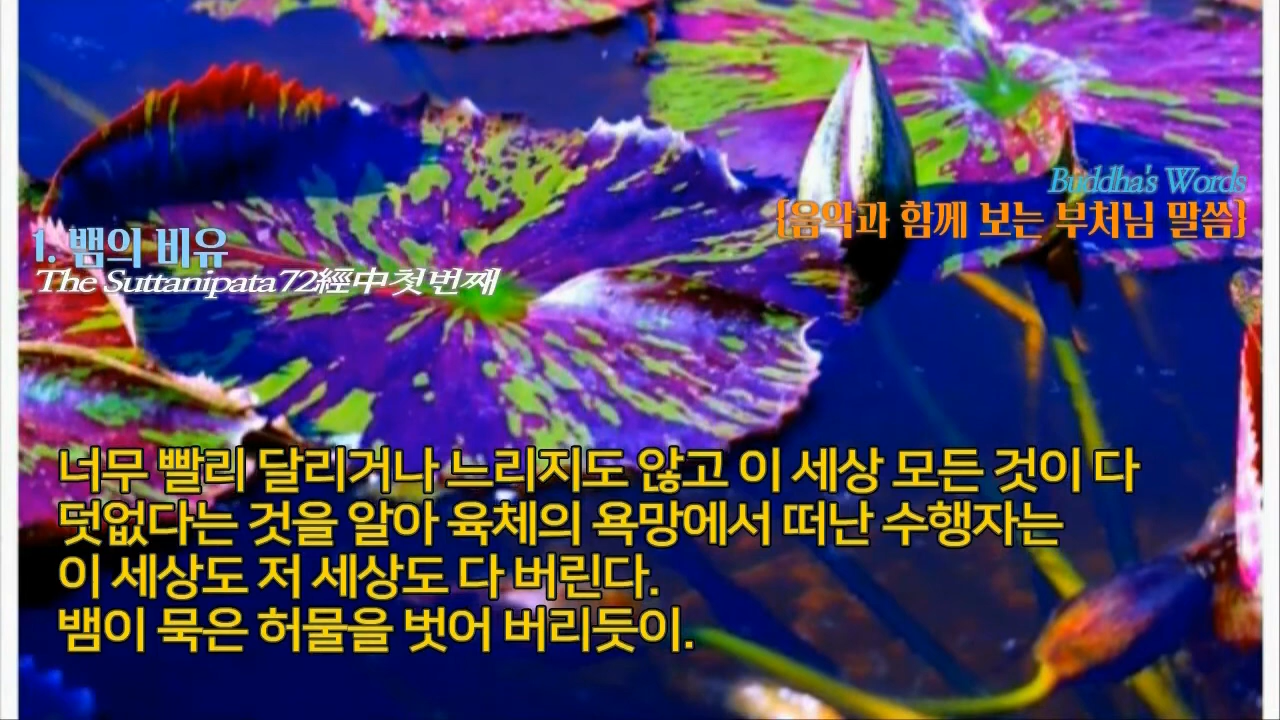 Buddha's Words
{음악과 함께 보는 부처님 말씀}
1. 뱀의 비유
The Suttanipata 72經中 첫 번째
너무 빨리 달리거나 느리지도 않고 이 세상 모든 것이 다
덧없다는 것을 알아 육체의 욕망에서 떠난 수행자는
이 세상도 저 세상도 다 버린다.
뱀이 묵은 허물을 벗어 버리듯이.